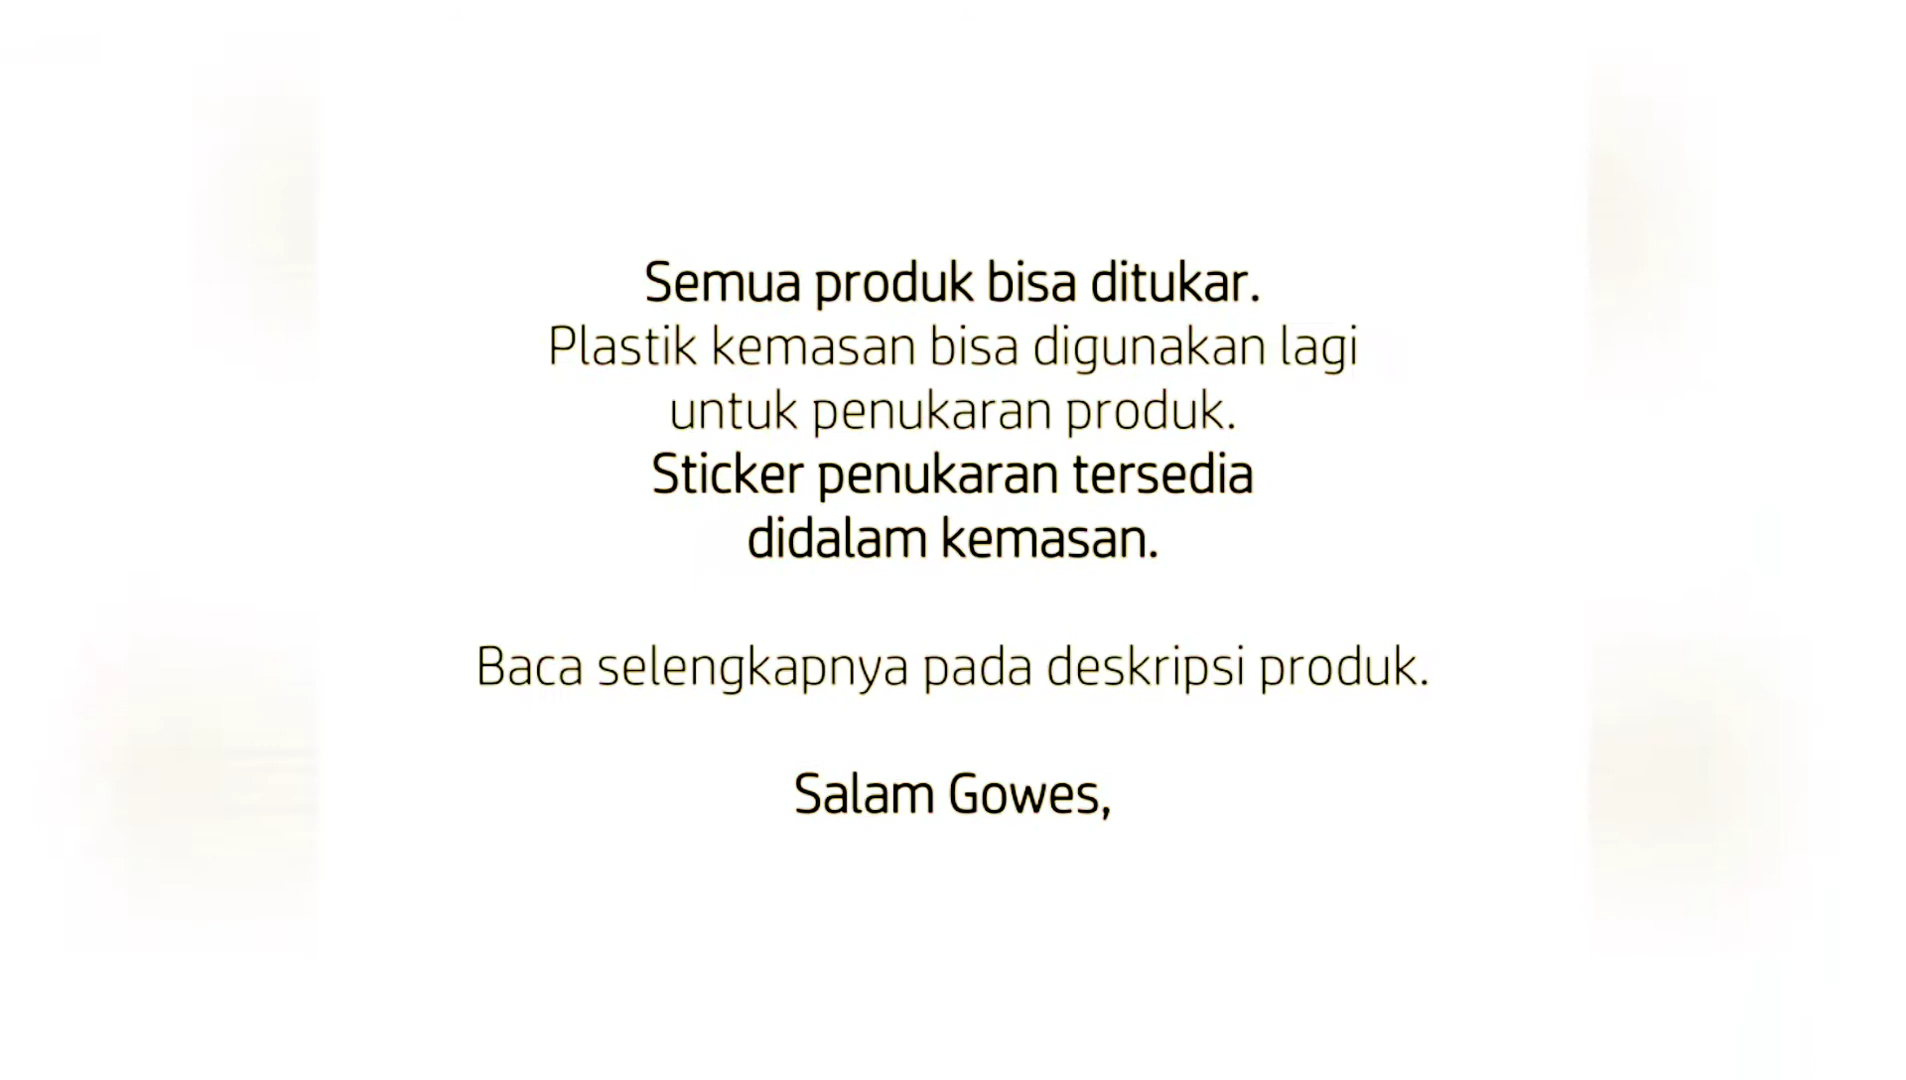 Semua produk bisa ditukar.
Plastik kemasan bisa digunakan lagi
untuk penukaran produk.
Sticker penukaran tersedia
didalam kemasan.
Baca selengkapnya pada deskripsi produk.
Salam Gowes,